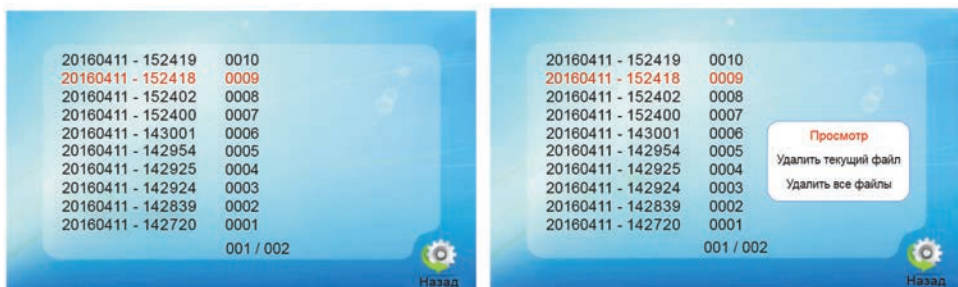 20160411 - 152419 0010
20160411 - 152418 0009
20160411 - 152402 0008
20160411 - 152400 0007
20160411 - 143001 0006
20160411 - 142954 0005
20160411 - 142925 0004
20160411 - 142924 0003
20160411 - 142839 0002
20160411 - 142720 0001
001 / 002
Назад
20160411 - 152419 0010
20160411 - 152418 0009
20160411 - 152402 0008
20160411 - 152400 0007
20160411 - 143001 0006
20160411 - 142954 0005
20160411 - 142925 0004
20160411 - 142924 0003
20160411 - 142839 0002
20160411 - 142720 0001
Просмотр
Удалить текущий файл
Удалить все файлы
001 / 002
Назад